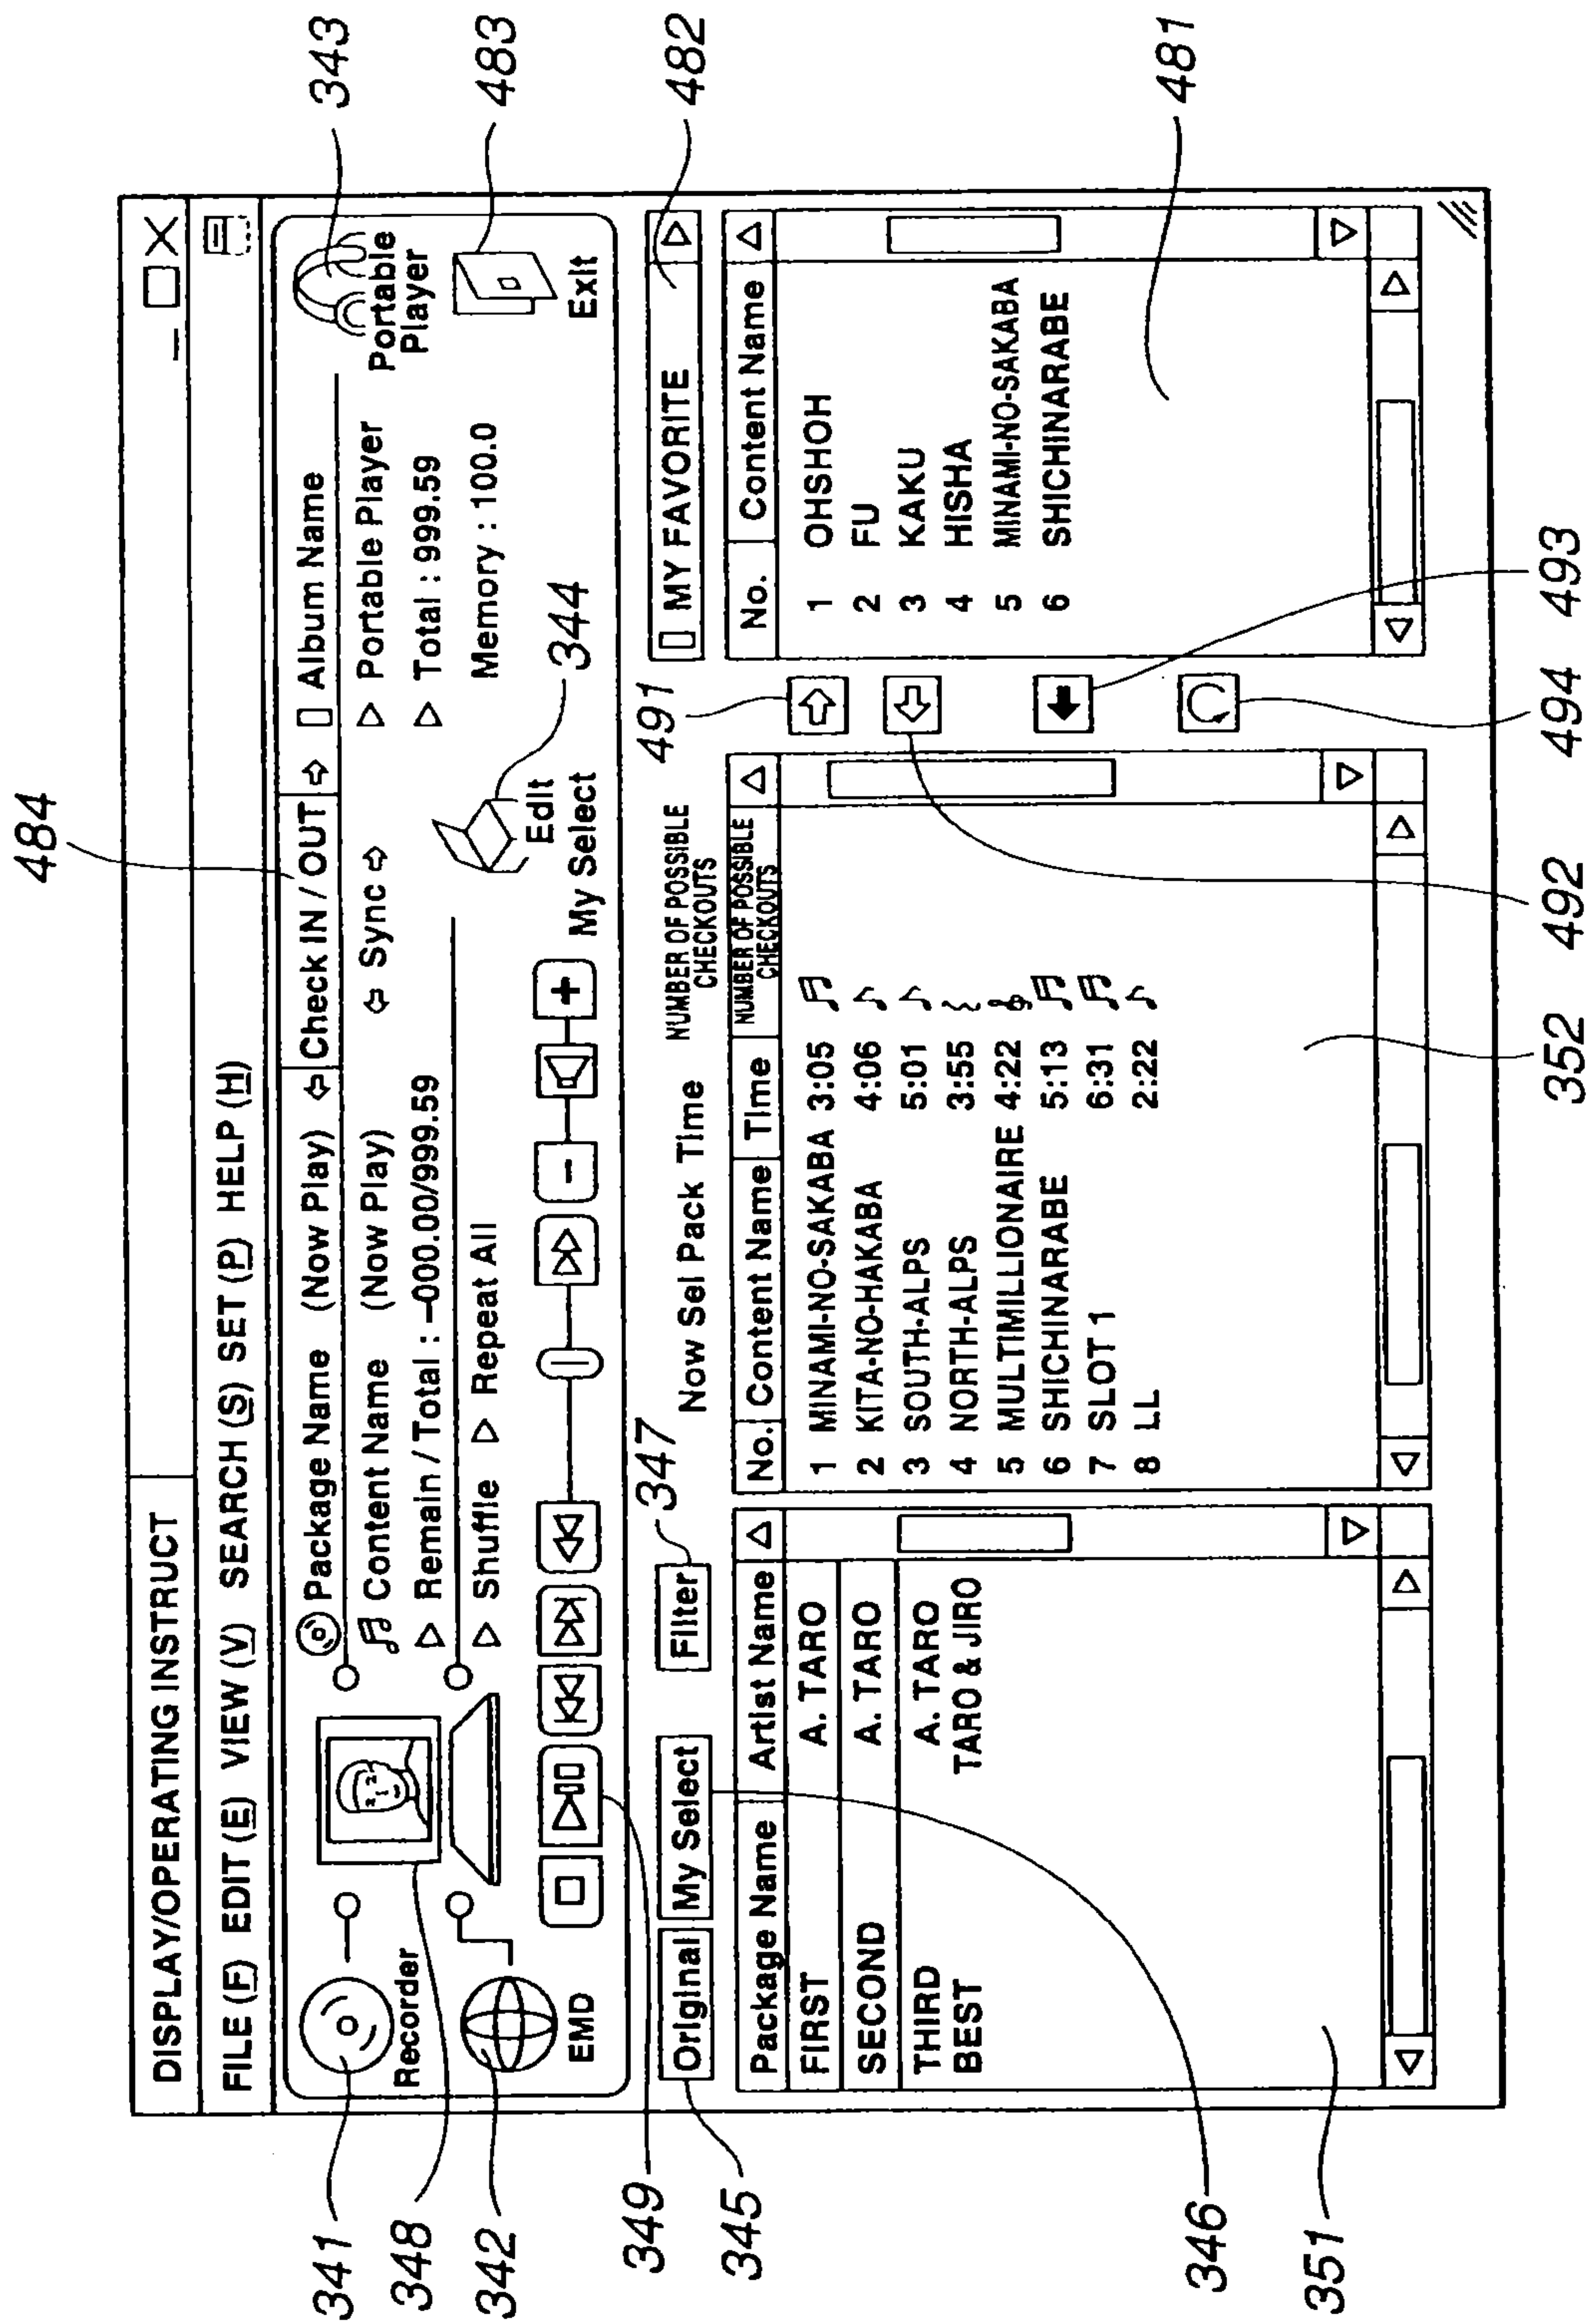 484
DISPLAY/OPERATING INSTRUCT
FILE (F) EDIT (E) VIEW (V) SEARCH (S) SET (P) HELP (H)
341
348
342
349
345
346
351
Recorder
EMD
Package Name (Now Play)
Content Name (Now Play)
Remain / Total : –000.00/999.59
Shuffle ▷ Repeat All
Check IN / OUT
Sync
Album Name
Portable Player
Total : 999.59
Memory : 100.0
Portable
Player
Exit
343
483
482
481
Edit
My Select
344
− +
Original My Select Filter
347
Now Sel Pack Time NUMBER OF POSSIBLE
CHECKOUTS
491
MY FAVORITE
Package Name Artist Name
FIRST A. TARO
SECOND A. TARO
THIRD A. TARO
BEST TARO & JIRO
No. Content Name Time NUMBER OF POSSIBLE
CHECKOUTS
1 MINAMI-NO-SAKABA 3:05
2 KITA-NO-HAKABA 4:06
3 SOUTH-ALPS 5:01
4 NORTH-ALPS 3:55
5 MULTIMILLIONAIRE 4:22
6 SHICHINARABE 5:13
7 SLOT 1 6:31
8 LL 2:22
No. Content Name
1 OHSHOH
2 FU
3 KAKU
4 HISHA
5 MINAMI-NO-SAKABA
6 SHICHINARABE
352
492
494
493